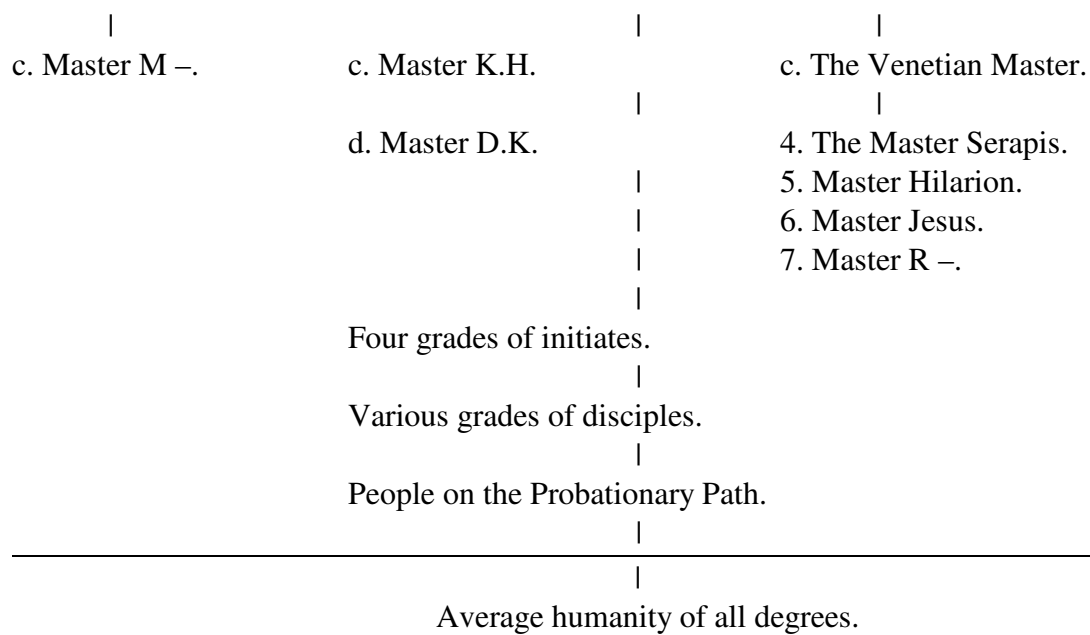 c. Master M –. c. Master K.H. c. The Venetian Master.
d. Master D.K. 4. The Master Serapis.
5. Master Hilarion.
6. Master Jesus.
7. Master R –.
Four grades of initiates.
Various grades of disciples.
People on the Probationary Path.
Average humanity of all degrees.